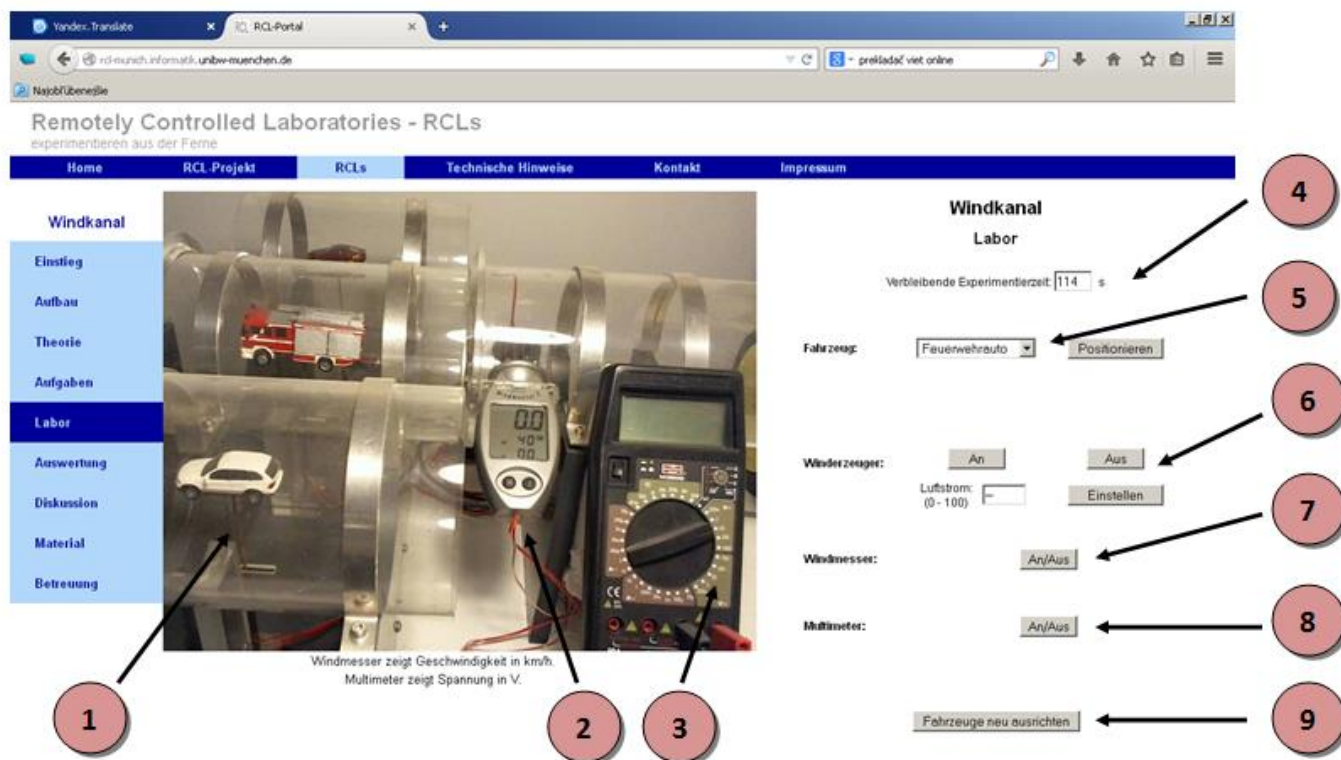 Yandex.Translate
RCL-Portal
rcl-munich.informatik.unibw-muenchen.de
prekladač viet online
Najobľúbenejšie
Remotely Controlled Laboratories - RCLs
experimentieren aus der Ferne
Home RCL-Projekt RCLs Technische Hinweise Kontakt Impressum
Windkanal
Einstieg
Aufbau
Theorie
Aufgaben
Labor
Auswertung
Diskussion
Material
Betreuung
0.0
Windmesser zeigt Geschwindigkeit in km/h.
Multimeter zeigt Spannung in V.
Windkanal
Labor
Verbleibende Experimentierzeit: 114 s
Fahrzeug: Feuerwehrauto Positionieren
Winderzeuger: An Aus
Luftstrom: (0 - 100) -- Einstellen
Windmesser: An/Aus
Multimeter: An/Aus
Fahrzeuge neu ausrichten
1
2
3
4
5
6
7
8
9